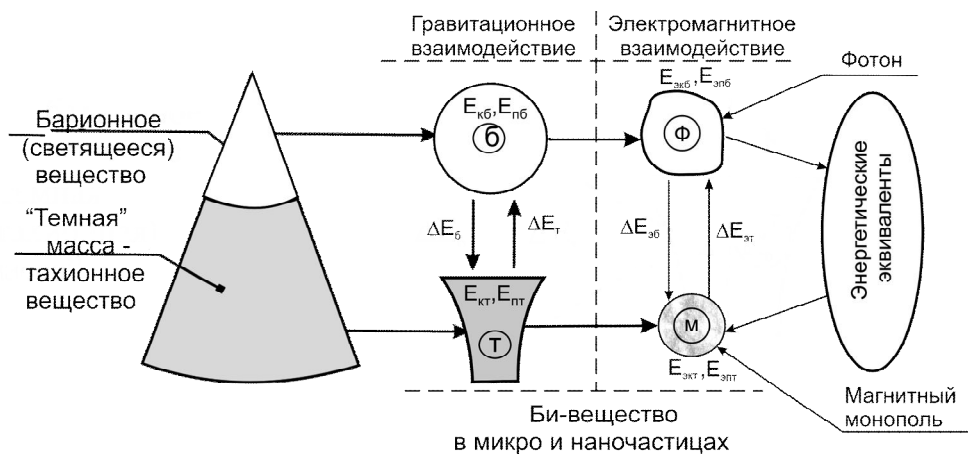 Гравитационное
взаимодействие
Электромагнитное
взаимодействие
Фотон
Барионное
(светящееся)
вещество
“Темная”
масса -
тахионное
вещество
Eкб,Eпб
б
ΔEб
ΔEт
Eкт,Eпт
т
Eэкб,Eэпб
Ф
ΔEэб
ΔEэт
м
Eэкт,Eэпт
Энергетические
эквиваленты
Магнитный
монополь
Би-вещество
в микро и наночастицах